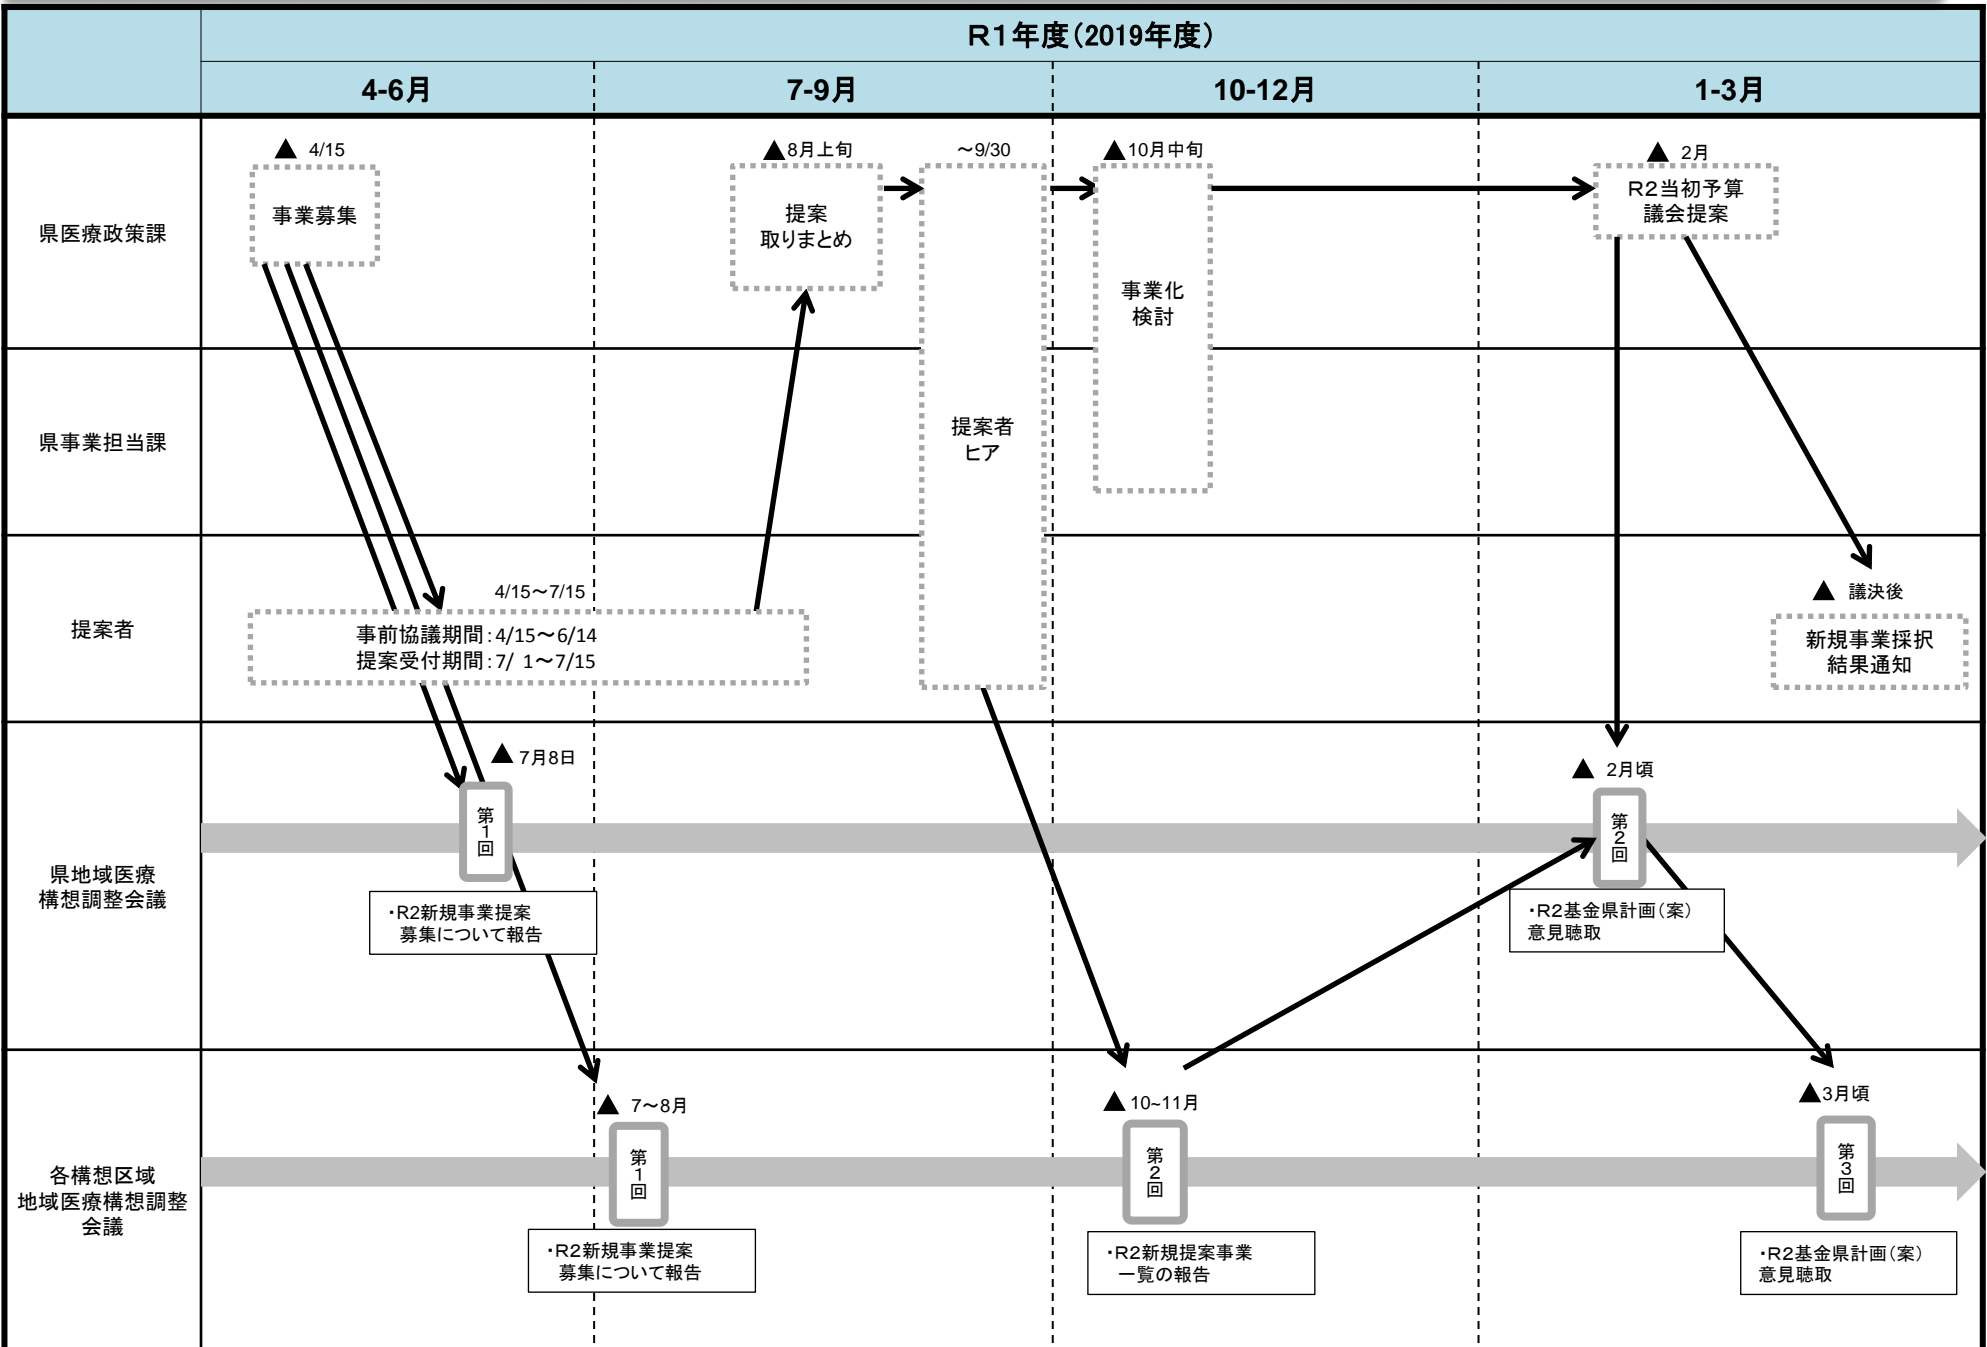 R1年度(2019年度)
4-6月
7-9月
10-12月
1-3月
県医療政策課
▲ 4/15
事業募集
▲8月上旬
提案
取りまとめ
～9/30
提案者
ヒア
▲10月中旬
事業化
検討
▲ 2月
R2当初予算
議会提案
県事業担当課
提案者
4/15～7/15
事前協議期間:4/15～6/14
提案受付期間:7/ 1～7/15
▲ 議決後
新規事業採択
結果通知
県地域医療
構想調整会議
▲ 7月8日
第1回
・R2新規事業提案
募集について報告
▲ 2月頃
第2回
・R2基金県計画(案)
意見聴取
各構想区域
地域医療構想調整
会議
▲ 7～8月
第1回
・R2新規事業提案
募集について報告
▲10~11月
第2回
・R2新規提案事業
一覧の報告
▲3月頃
第3回
・R2基金県計画(案)
意見聴取